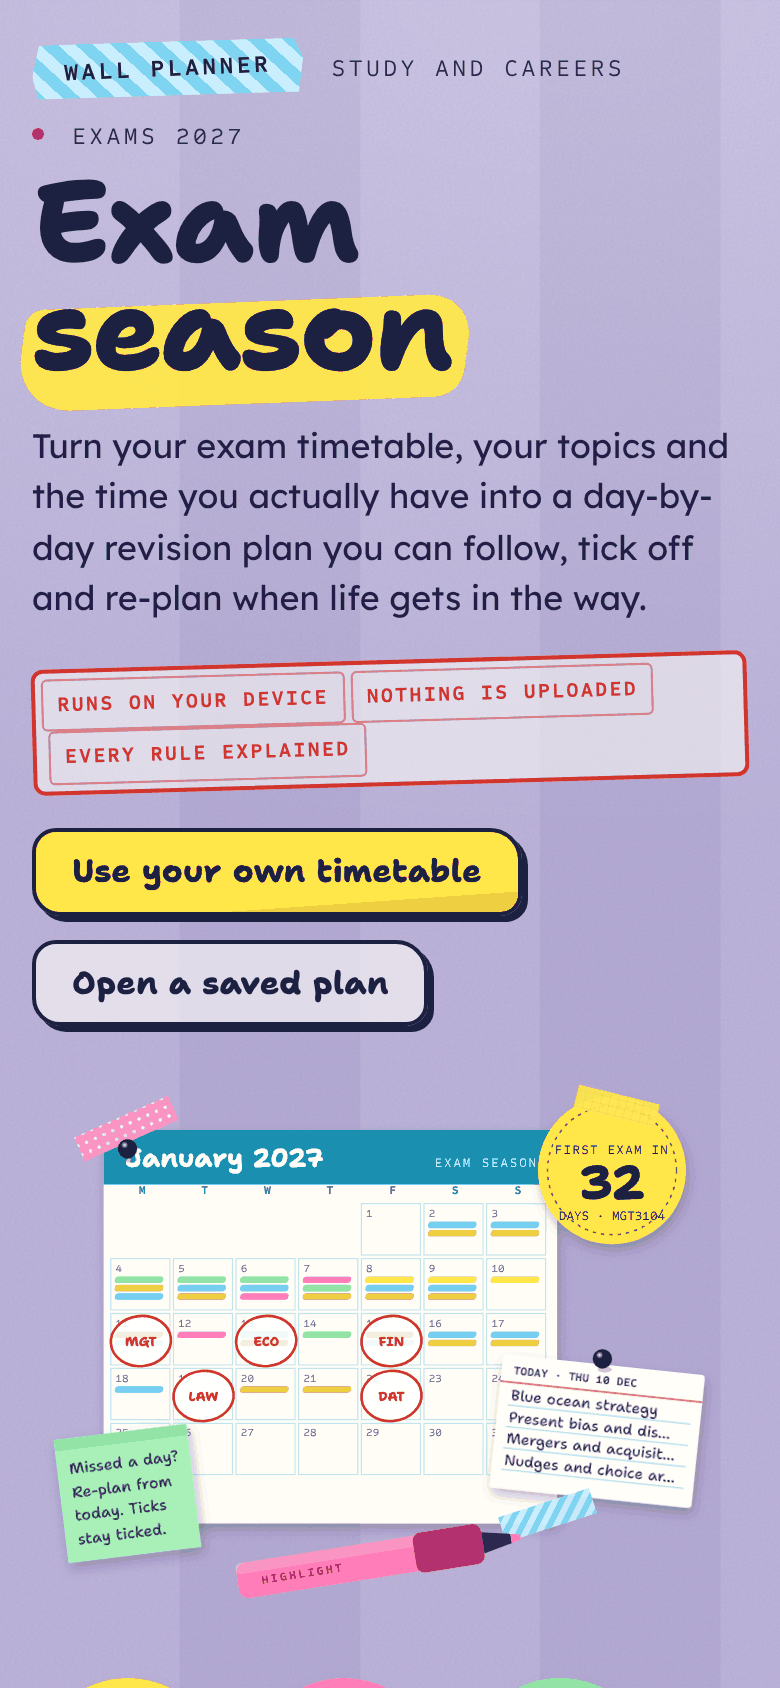 WALL PLANNER STUDY AND CAREERS
EXAMS 2027
Exam
season
Turn your exam timetable, your topics and
the time you actually have into a day-by-
day revision plan you can follow, tick off
and re-plan when life gets in the way.
RUNS ON YOUR DEVICE NOTHING IS UPLOADED
EVERY RULE EXPLAINED
Use your own timetable
Open a saved plan
January 2027 EXAM SEASON
M T W T F S S
1 2 3
4 5 6 7 8 9 10
MGT 12 ECO 14 FIN 16 17
18 LAW 20 21 DAT 23
27 28 29 30
FIRST EXAM IN
32
DAYS · MGT3104
TODAY · THU 10 DEC
Blue ocean strategy
Present bias and dis...
Mergers and acquisit...
Nudges and choice ar...
Missed a day?
Re-plan from
today. Ticks
stay ticked.
HIGHLIGHT